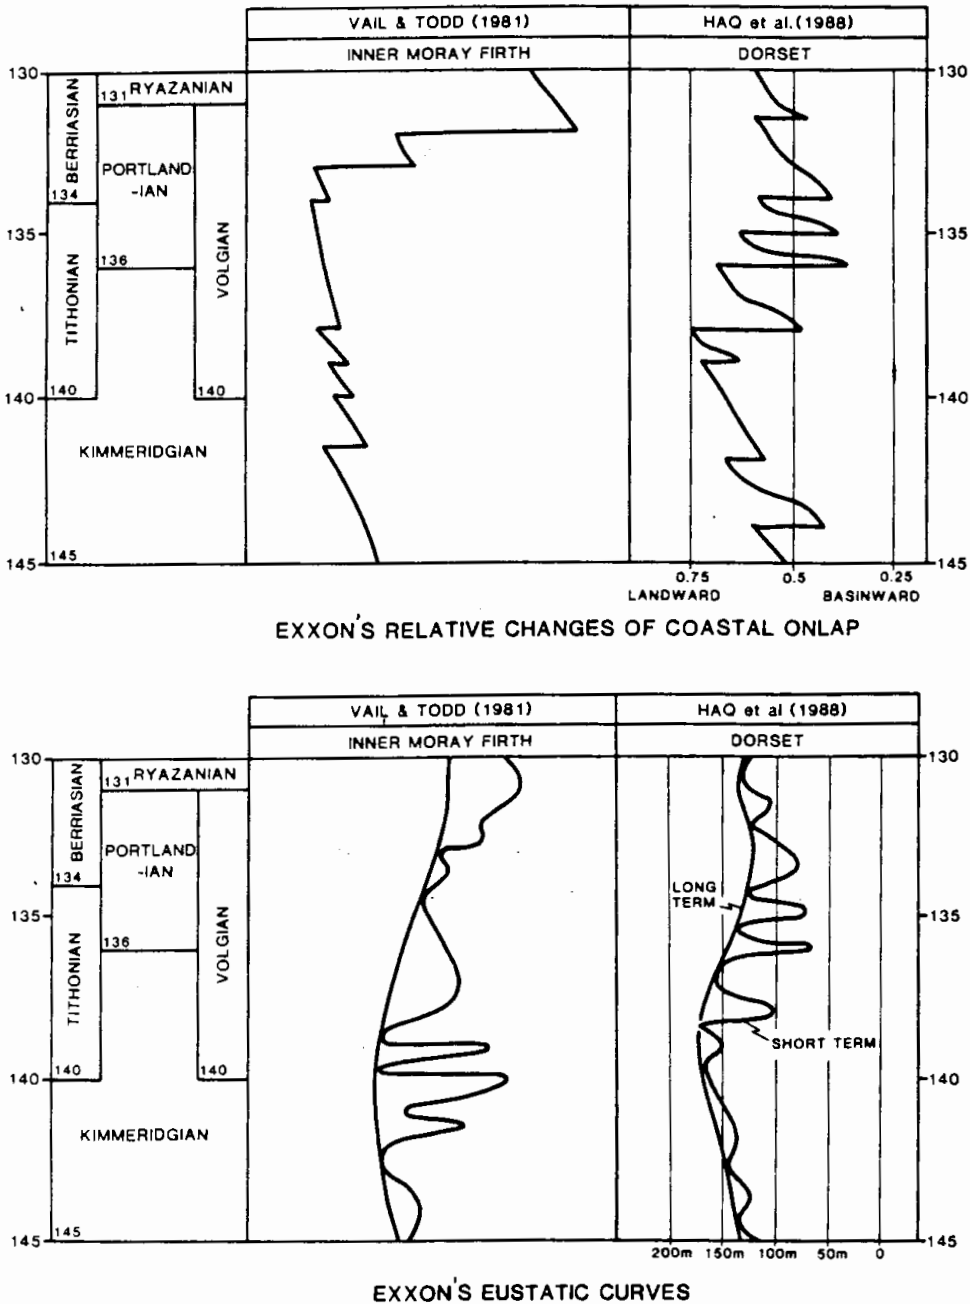 VAIL & TODD (1981)
HAQ et al.(1988)
INNER MORAY FIRTH
DORSET
130
130
131 RYAZANIAN
BERRIASIAN
PORTLAND
-IAN
134
135
135
136
TITHONIAN
VOLGIAN
140
140
140
140
KIMMERIDGIAN
145
145
145
0.75
0.5
0.25
LANDWARD
BASINWARD
EXXON'S RELATIVE CHANGES OF COASTAL ONLAP
VAIL & TODD (1981)
HAQ et al (1988)
INNER MORAY FIRTH
DORSET
130
130
131 RYAZANIAN
BERRIASIAN
PORTLAND
-IAN
134
LONG
TERM
135
135
136
TITHONIAN
VOLGIAN
SHORT TERM
140
140
140
140
KIMMERIDGIAN
145
145
145
200m 150m 100m 50m 0
EXXON'S EUSTATIC CURVES